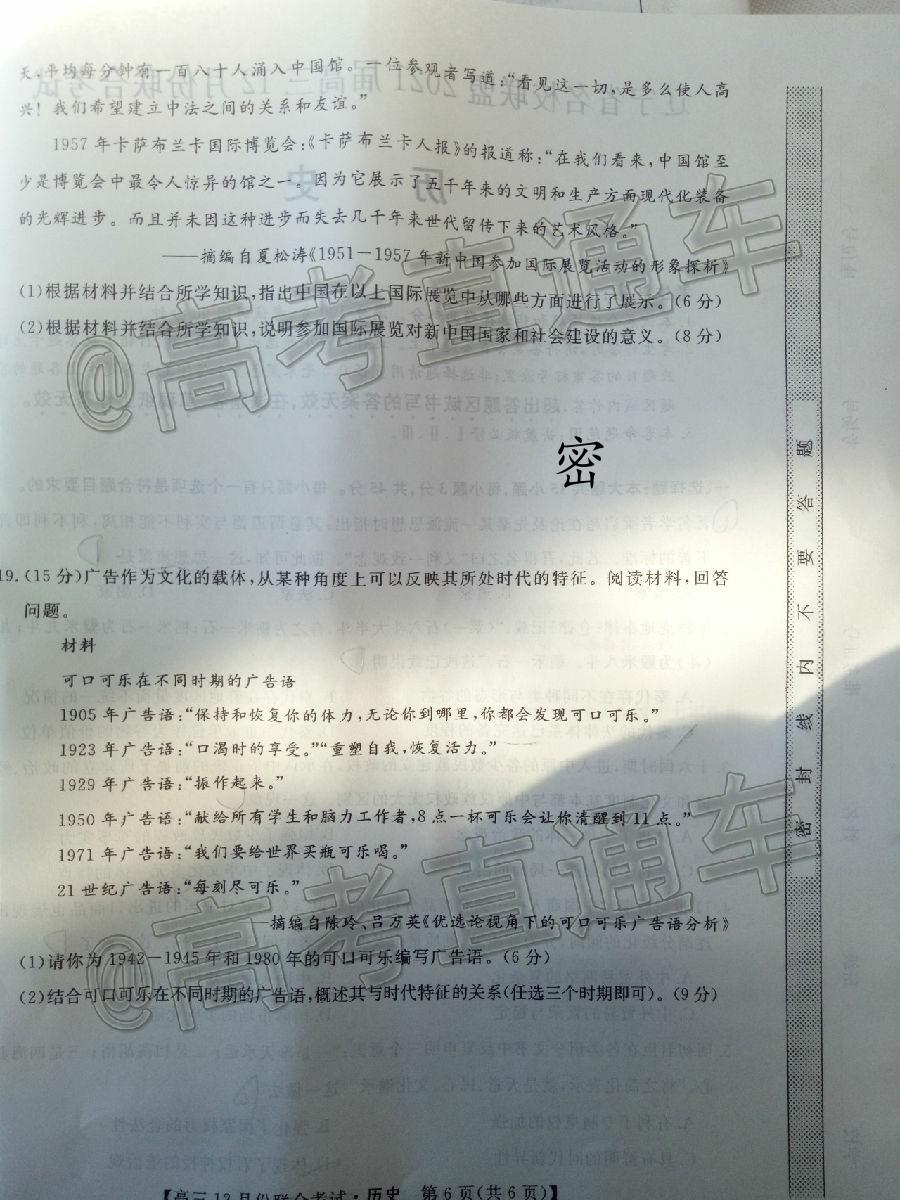 天,平均每分钟有一百八十人涌入中国馆。一位参观者写道:“看见这一切,是多么使人高
兴!我们希望建立中法之间的关系和友谊。”
1957 年卡萨布兰卡国际博览会:《卡萨布兰卡人报》的报道称:“在我们看来,中国馆至
少是博览会中最令人惊异的馆之一。因为它展示了五千年来的文明和生产方面现代化装备
的光辉进步。而且并未因这种进步而失去几千年来世代留传下来的艺术风格。”
——摘编自夏松涛《1951—1957 年新中国参加国际展览活动的形象探析》
(1)根据材料并结合所学知识,指出中国在以上国际展览中从哪些方面进行了展示。(6 分)
(2)根据材料并结合所学知识,说明参加国际展览对新中国国家和社会建设的意义。(8 分)
@高考直通车
密
19.(15 分)广告作为文化的载体,从某种角度上可以反映其所处时代的特征。阅读材料,回答
问题。
材料
可口可乐在不同时期的广告语
1905 年广告语:“保持和恢复你的体力,无论你到哪里,你都会发现可口可乐。”
1923 年广告语:“口渴时的享受。”“重塑自我,恢复活力。”
1929 年广告语:“振作起来。”
1950 年广告语:“献给所有学生和脑力工作者,8 点一杯可乐会让你清醒到 11 点。”
1971 年广告语:“我们要给世界买瓶可乐喝。”
21 世纪广告语:“每刻尽可乐。”
——摘编自陈玲、吕万英《优选论视角下的可口可乐广告语分析》
(1)请你为 1942—1945 年和 1980 年的可口可乐编写广告语。(6 分)
(2)结合可口可乐在不同时期的广告语,概述其与时代特征的关系(任选三个时期即可)。(9 分)
@高考直通车
密封线内不要答题
【高三 12 月份联合考试·历史 第 6 页(共 6 页)】